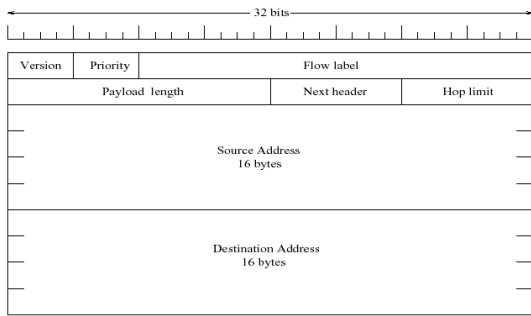 32 bits
Version Priority Flow label
Payload length Next header Hop limit
Source Address
16 bytes
Destination Address
16 bytes